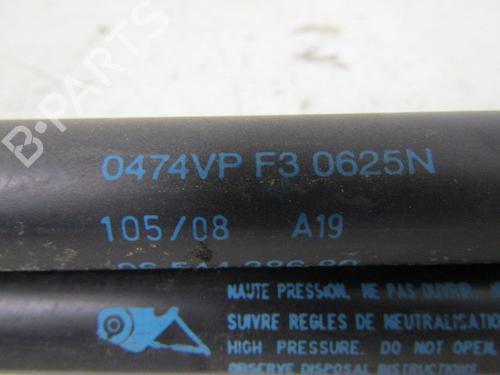 0474VP F3 0625N
105/08 A19
HAUTE PRESSION, NE PAS OUVRIR.
SUIVRE REGLES DE NEUTRALISATIO
HIGH PRESSURE. DO NOT OPEN.
OBSERVE DISPOSAL INSTRUCTIONS
B-PARTS